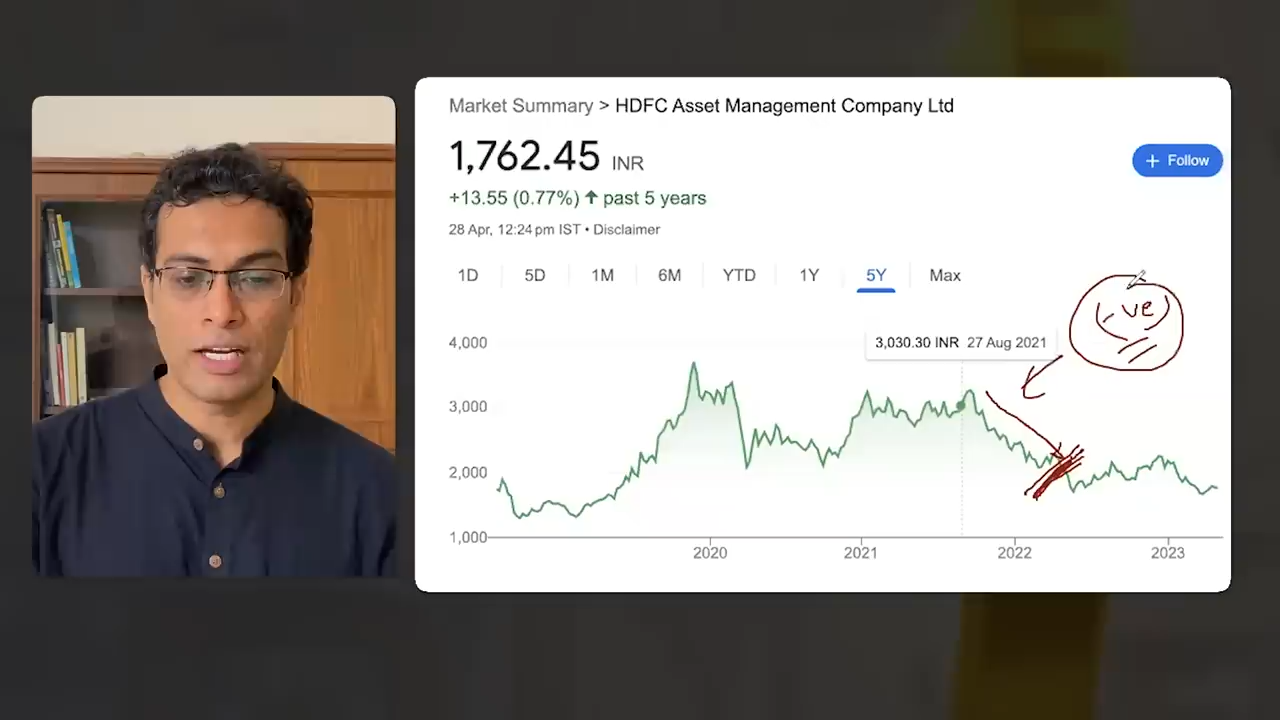 Market Summary > HDFC Asset Management Company Ltd
1,762.45 INR
+ Follow
+13.55 (0.77%) ↑ past 5 years
28 Apr, 12:24 pm IST • Disclaimer
1D 5D 1M 6M YTD 1Y 5Y Max
(-ve)
4,000
3,030.30 INR 27 Aug 2021
3,000
2,000
1,000
2020 2021 2022 2023